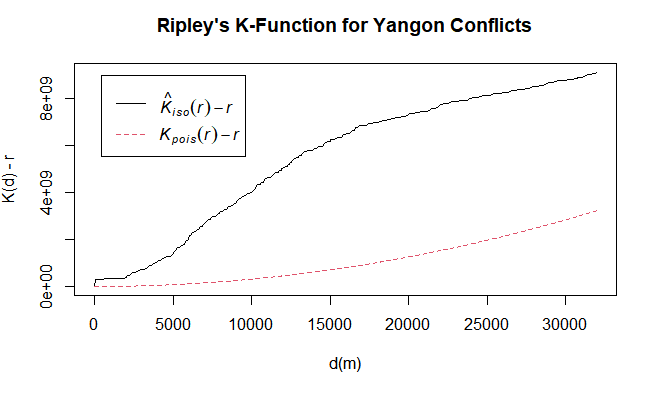 Ripley's K-Function for Yangon Conflicts
K̂iso(r) − r
Kpois(r) − r
K(d) - r
8e+09
4e+09
0e+00
0 5000 10000 15000 20000 25000 30000
d(m)